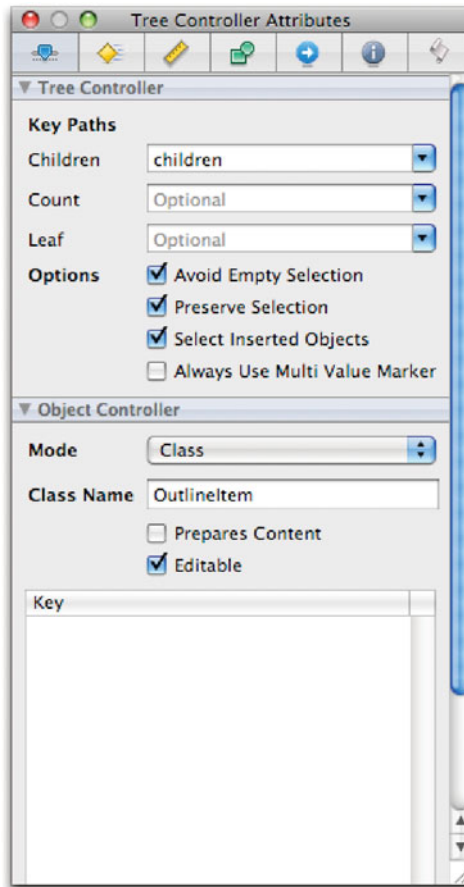 Tree Controller Attributes
Tree Controller
Key Paths
Children children
Count Optional
Leaf Optional
Options Avoid Empty Selection
Preserve Selection
Select Inserted Objects
Always Use Multi Value Marker
Object Controller
Mode Class
Class Name OutlineItem
Prepares Content
Editable
Key